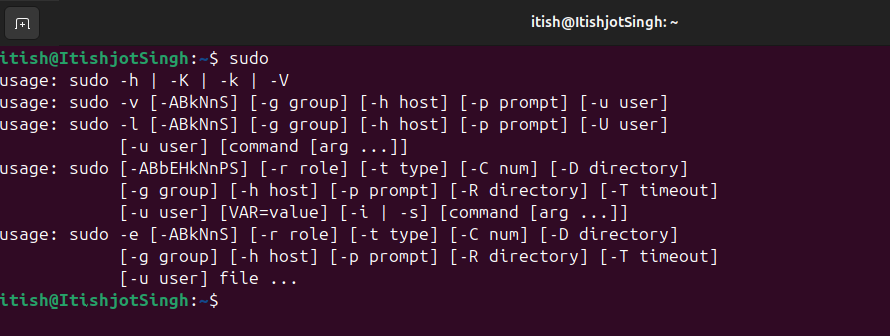 itish@ItishjotSingh: ~
itish@ItishjotSingh:~$ sudo
usage: sudo -h | -K | -k | -V
usage: sudo -v [-ABkNnS] [-g group] [-h host] [-p prompt] [-u user]
usage: sudo -l [-ABkNnS] [-g group] [-h host] [-p prompt] [-U user]
            [-u user] [command [arg ...]]
usage: sudo [-ABbEHkNnPS] [-r role] [-t type] [-C num] [-D directory]
            [-g group] [-h host] [-p prompt] [-R directory] [-T timeout]
            [-u user] [VAR=value] [-i | -s] [command [arg ...]]
usage: sudo -e [-ABkNnS] [-r role] [-t type] [-C num] [-D directory]
            [-g group] [-h host] [-p prompt] [-R directory] [-T timeout]
            [-u user] file ...
itish@ItishjotSingh:~$